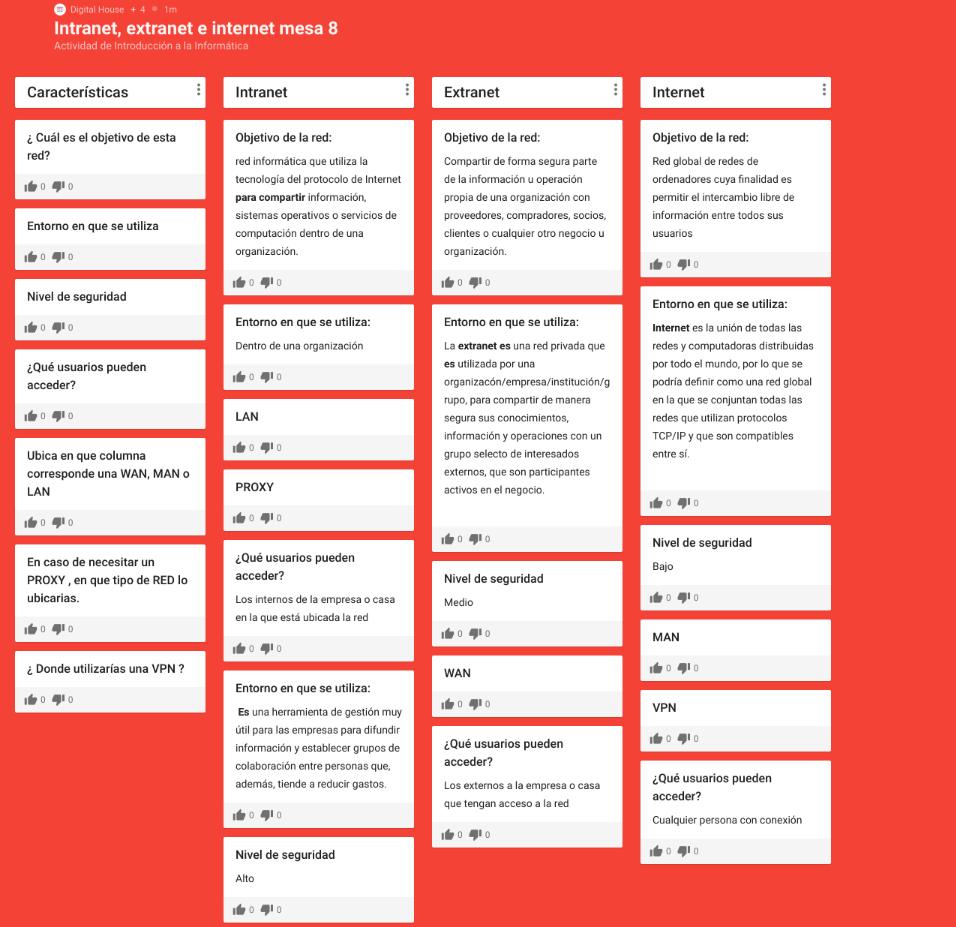 Digital House + 4 1m
Intranet, extranet e internet mesa 8
Actividad de Introducción a la Informática
Características
¿ Cuál es el objetivo de esta
red?
0 0
Entorno en que se utiliza
0 0
Nivel de seguridad
0 0
¿Qué usuarios pueden
acceder?
0 0
Ubica en que columna
corresponde una WAN, MAN o
LAN
0 0
En caso de necesitar un
PROXY , en que tipo de RED lo
ubicarias.
0 0
¿ Donde utilizarías una VPN ?
0 0
Intranet
Objetivo de la red:
red informática que utiliza la
tecnología del protocolo de Internet
para compartir información,
sistemas operativos o servicios de
computación dentro de una
organización.
0 0
Entorno en que se utiliza:
Dentro de una organización
0 0
LAN
0 0
PROXY
0 0
¿Qué usuarios pueden
acceder?
Los internos de la empresa o casa
en la que está ubicada la red
0 0
Entorno en que se utiliza:
Es una herramienta de gestión muy
útil para las empresas para difundir
información y establecer grupos de
colaboración entre personas que,
además, tiende a reducir gastos.
0 0
Nivel de seguridad
Alto
0 0
Extranet
Objetivo de la red:
Compartir de forma segura parte
de la información u operación
propia de una organización con
proveedores, compradores, socios,
clientes o cualquier otro negocio u
organización.
0 0
Entorno en que se utiliza:
La extranet es una red privada que
es utilizada por una
organizacón/empresa/institución/g
rupo, para compartir de manera
segura sus conocimientos,
información y operaciones con un
grupo selecto de interesados
externos, que son participantes
activos en el negocio.
0 0
Nivel de seguridad
Medio
0 0
WAN
0 0
¿Qué usuarios pueden
acceder?
Los externos a la empresa o casa
que tengan acceso a la red
0 0
Internet
Objetivo de la red:
Red global de redes de
ordenadores cuya finalidad es
permitir el intercambio libre de
información entre todos sus
usuarios
0 0
Entorno en que se utiliza:
Internet es la unión de todas las
redes y computadoras distribuidas
por todo el mundo, por lo que se
podría definir como una red global
en la que se conjuntan todas las
redes que utilizan protocolos
TCP/IP y que son compatibles
entre sí.
0 0
Nivel de seguridad
Bajo
0 0
MAN
0 0
VPN
0 0
¿Qué usuarios pueden
acceder?
Cualquier persona con conexión
0 0